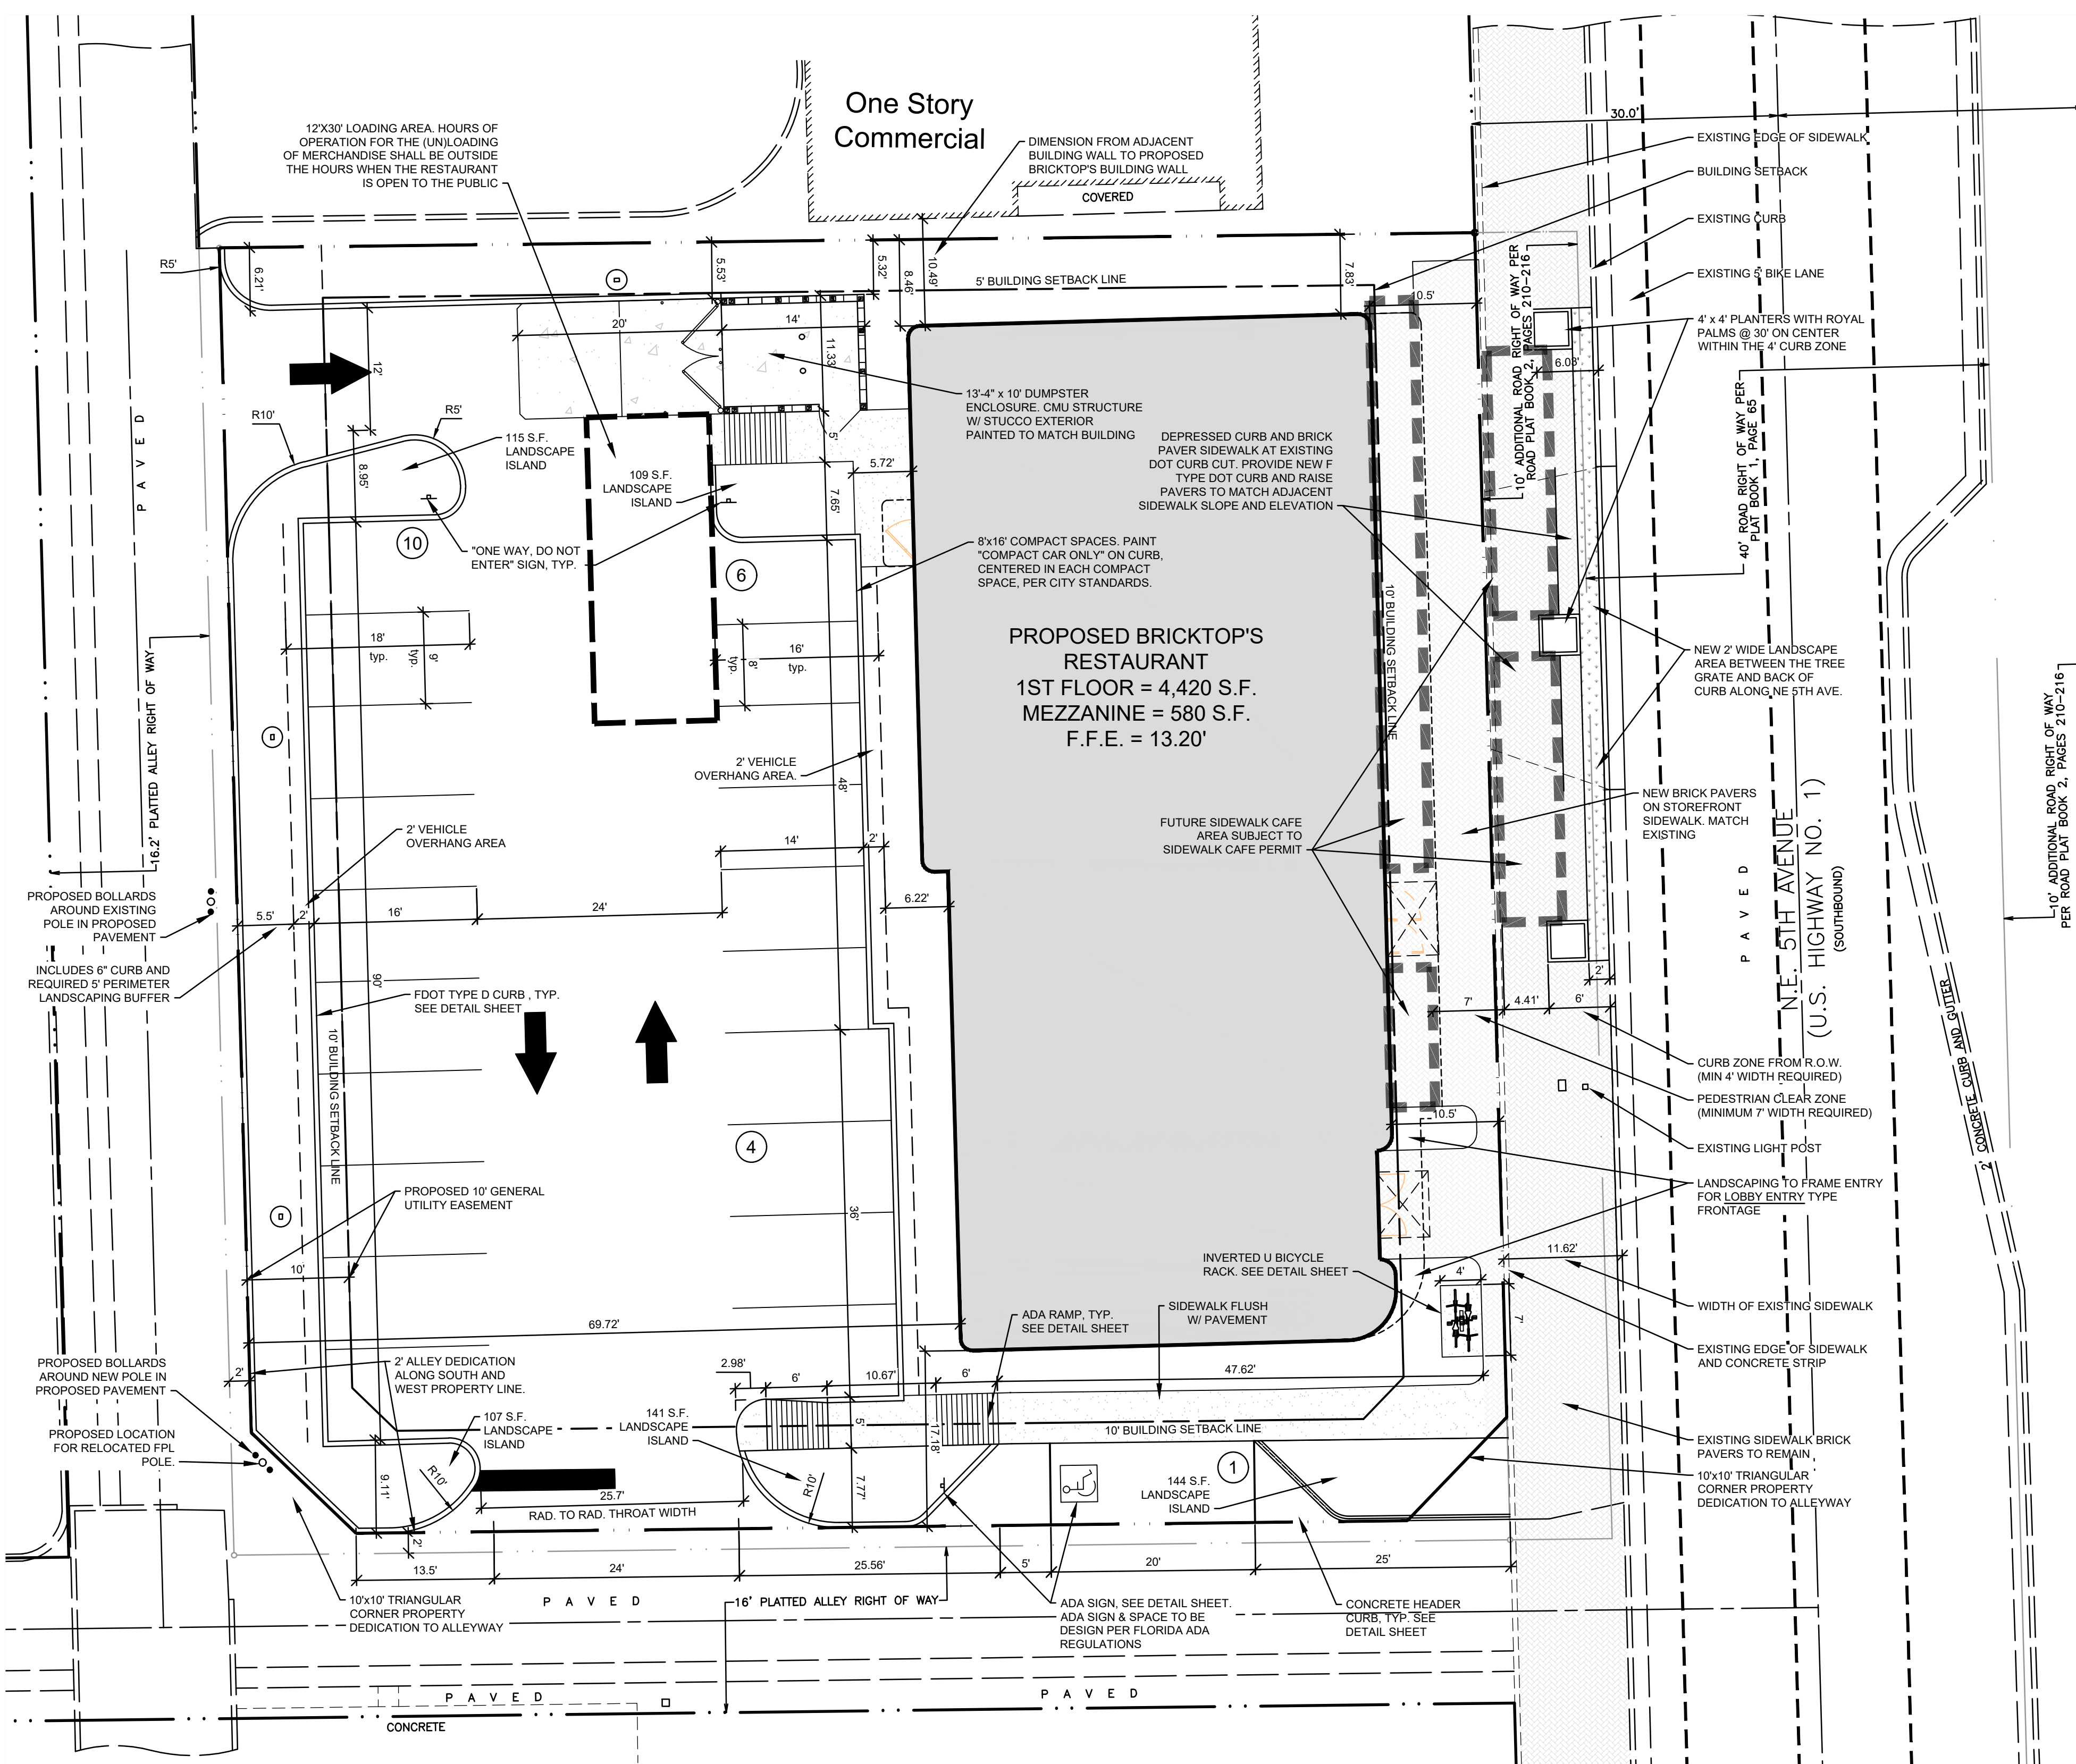 One Story
Commercial
12'X30' LOADING AREA. HOURS OF
OPERATION FOR THE (UN)LOADING
OF MERCHANDISE SHALL BE OUTSIDE
THE HOURS WHEN THE RESTAURANT
IS OPEN TO THE PUBLIC
DIMENSION FROM ADJACENT
BUILDING WALL TO PROPOSED
BRICKTOP'S BUILDING WALL
COVERED
30.0'
EXISTING EDGE OF SIDEWALK
BUILDING SETBACK
EXISTING CURB
EXISTING 5' BIKE LANE
4' x 4' PLANTERS WITH ROYAL
PALMS @ 30' ON CENTER
WITHIN THE 4' CURB ZONE
R5'
6.21'
5.53'
5.32'
8.46'
10.49'
7.83'
5' BUILDING SETBACK LINE
10.5'
10' ADDITIONAL ROAD RIGHT OF WAY PER
ROAD PLAT BOOK 2, PAGES 210-216
6.03'
20'
14'
11.33'
12'
13'-4" x 10' DUMPSTER
ENCLOSURE. CMU STRUCTURE
W/ STUCCO EXTERIOR
PAINTED TO MATCH BUILDING
R10'
R5'
115 S.F.
LANDSCAPE
ISLAND
8.95'
109 S.F.
LANDSCAPE
ISLAND
5'
5.72'
7.65'
DEPRESSED CURB AND BRICK
PAVER SIDEWALK AT EXISTING
DOT CURB CUT. PROVIDE NEW F
TYPE DOT CURB AND RAISE
PAVERS TO MATCH ADJACENT
SIDEWALK SLOPE AND ELEVATION
40' ROAD RIGHT OF WAY PER
PLAT BOOK 1, PAGE 65
P A V E D
10
"ONE WAY, DO NOT
ENTER" SIGN, TYP.
6
8'x16' COMPACT SPACES. PAINT
"COMPACT CAR ONLY" ON CURB,
CENTERED IN EACH COMPACT
SPACE, PER CITY STANDARDS.
18'
typ.
9'
typ.
16'
typ.
8'
typ.
PROPOSED BRICKTOP'S
RESTAURANT
1ST FLOOR = 4,420 S.F.
MEZZANINE = 580 S.F.
F.F.E. = 13.20'
10' BUILDING SETBACK LINE
NEW 2' WIDE LANDSCAPE
AREA BETWEEN THE TREE
GRATE AND BACK OF
CURB ALONG NE 5TH AVE.
16.2' PLATTED ALLEY RIGHT OF WAY
10' ADDITIONAL ROAD RIGHT OF WAY
PER ROAD PLAT BOOK 2, PAGES 210-216
2' VEHICLE
OVERHANG AREA.
48'
NEW BRICK PAVERS
ON STOREFRONT
SIDEWALK. MATCH
EXISTING
2' VEHICLE
OVERHANG AREA
14'
2'
FUTURE SIDEWALK CAFE
AREA SUBJECT TO
SIDEWALK CAFE PERMIT
P A V E D
N.E. 5TH AVENUE
(U.S. HIGHWAY NO. 1)
(SOUTHBOUND)
PROPOSED BOLLARDS
AROUND EXISTING
POLE IN PROPOSED
PAVEMENT
5.5'
2'
16'
24'
6.22'
INCLUDES 6" CURB AND
REQUIRED 5' PERIMETER
LANDSCAPING BUFFER
90'
FDOT TYPE D CURB , TYP.
SEE DETAIL SHEET
2'
7'
4.41'
6'
2' CONCRETE CURB AND GUTTER
10' BUILDING SETBACK LINE
CURB ZONE FROM R.O.W.
(MIN 4' WIDTH REQUIRED)
PEDESTRIAN CLEAR ZONE
(MINIMUM 7' WIDTH REQUIRED)
10.5'
4
EXISTING LIGHT POST
PROPOSED 10' GENERAL
UTILITY EASEMENT
36'
LANDSCAPING TO FRAME ENTRY
FOR LOBBY ENTRY TYPE
FRONTAGE
10'
INVERTED U BICYCLE
RACK. SEE DETAIL SHEET
11.62'
4'
7'
WIDTH OF EXISTING SIDEWALK
69.72'
ADA RAMP, TYP.
SEE DETAIL SHEET
SIDEWALK FLUSH
W/ PAVEMENT
EXISTING EDGE OF SIDEWALK
AND CONCRETE STRIP
PROPOSED BOLLARDS
AROUND NEW POLE IN
PROPOSED PAVEMENT
2'
2' ALLEY DEDICATION
ALONG SOUTH AND
WEST PROPERTY LINE.
2.98'
6'
10.67'
6'
47.62'
PROPOSED LOCATION
FOR RELOCATED FPL
POLE.
107 S.F.
LANDSCAPE
ISLAND
141 S.F.
LANDSCAPE
ISLAND
5'
17.18'
10' BUILDING SETBACK LINE
EXISTING SIDEWALK BRICK
PAVERS TO REMAIN
9.11'
R10'
25.7'
RAD. TO RAD. THROAT WIDTH
R10'
7.77'
144 S.F.
LANDSCAPE
ISLAND
1
10'x10' TRIANGULAR
CORNER PROPERTY
DEDICATION TO ALLEYWAY
2'
13.5'
24'
25.56'
5'
20'
25'
10'x10' TRIANGULAR
CORNER PROPERTY
DEDICATION TO ALLEYWAY
P A V E D
16' PLATTED ALLEY RIGHT OF WAY
ADA SIGN, SEE DETAIL SHEET.
ADA SIGN & SPACE TO BE
DESIGN PER FLORIDA ADA
REGULATIONS
CONCRETE HEADER
CURB, TYP. SEE
DETAIL SHEET
P A V E D
P A V E D
CONCRETE